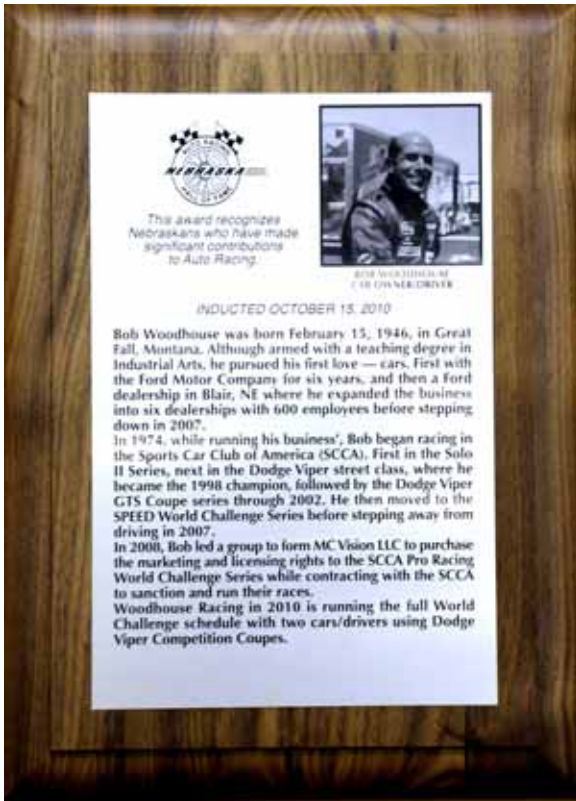 AUTO RACING
NEBRASKA
HALL OF FAME
This award recognizes
Nebraskans who have made
significant contributions
to Auto Racing.
BOB WOODHOUSE
CAR OWNER/DRIVER
INDUCTED OCTOBER 15, 2010
Bob Woodhouse was born February 15, 1946, in Great
Fall, Montana. Although armed with a teaching degree in
Industrial Arts, he pursued his first love — cars. First with
the Ford Motor Company for six years, and then a Ford
dealership in Blair, NE where he expanded the business
into six dealerships with 600 employees before stepping
down in 2007.
In 1974, while running his business', Bob began racing in
the Sports Car Club of America (SCCA). First in the Solo
II Series, next in the Dodge Viper street class, where he
became the 1998 champion, followed by the Dodge Viper
GTS Coupe series through 2002. He then moved to the
SPEED World Challenge Series before stepping away from
driving in 2007.
In 2008, Bob led a group to form MC Vision LLC to purchase
the marketing and licensing rights to the SCCA Pro Racing
World Challenge Series while contracting with the SCCA
to sanction and run their races.
Woodhouse Racing in 2010 is running the full World
Challenge schedule with two cars/drivers using Dodge
Viper Competition Coupes.